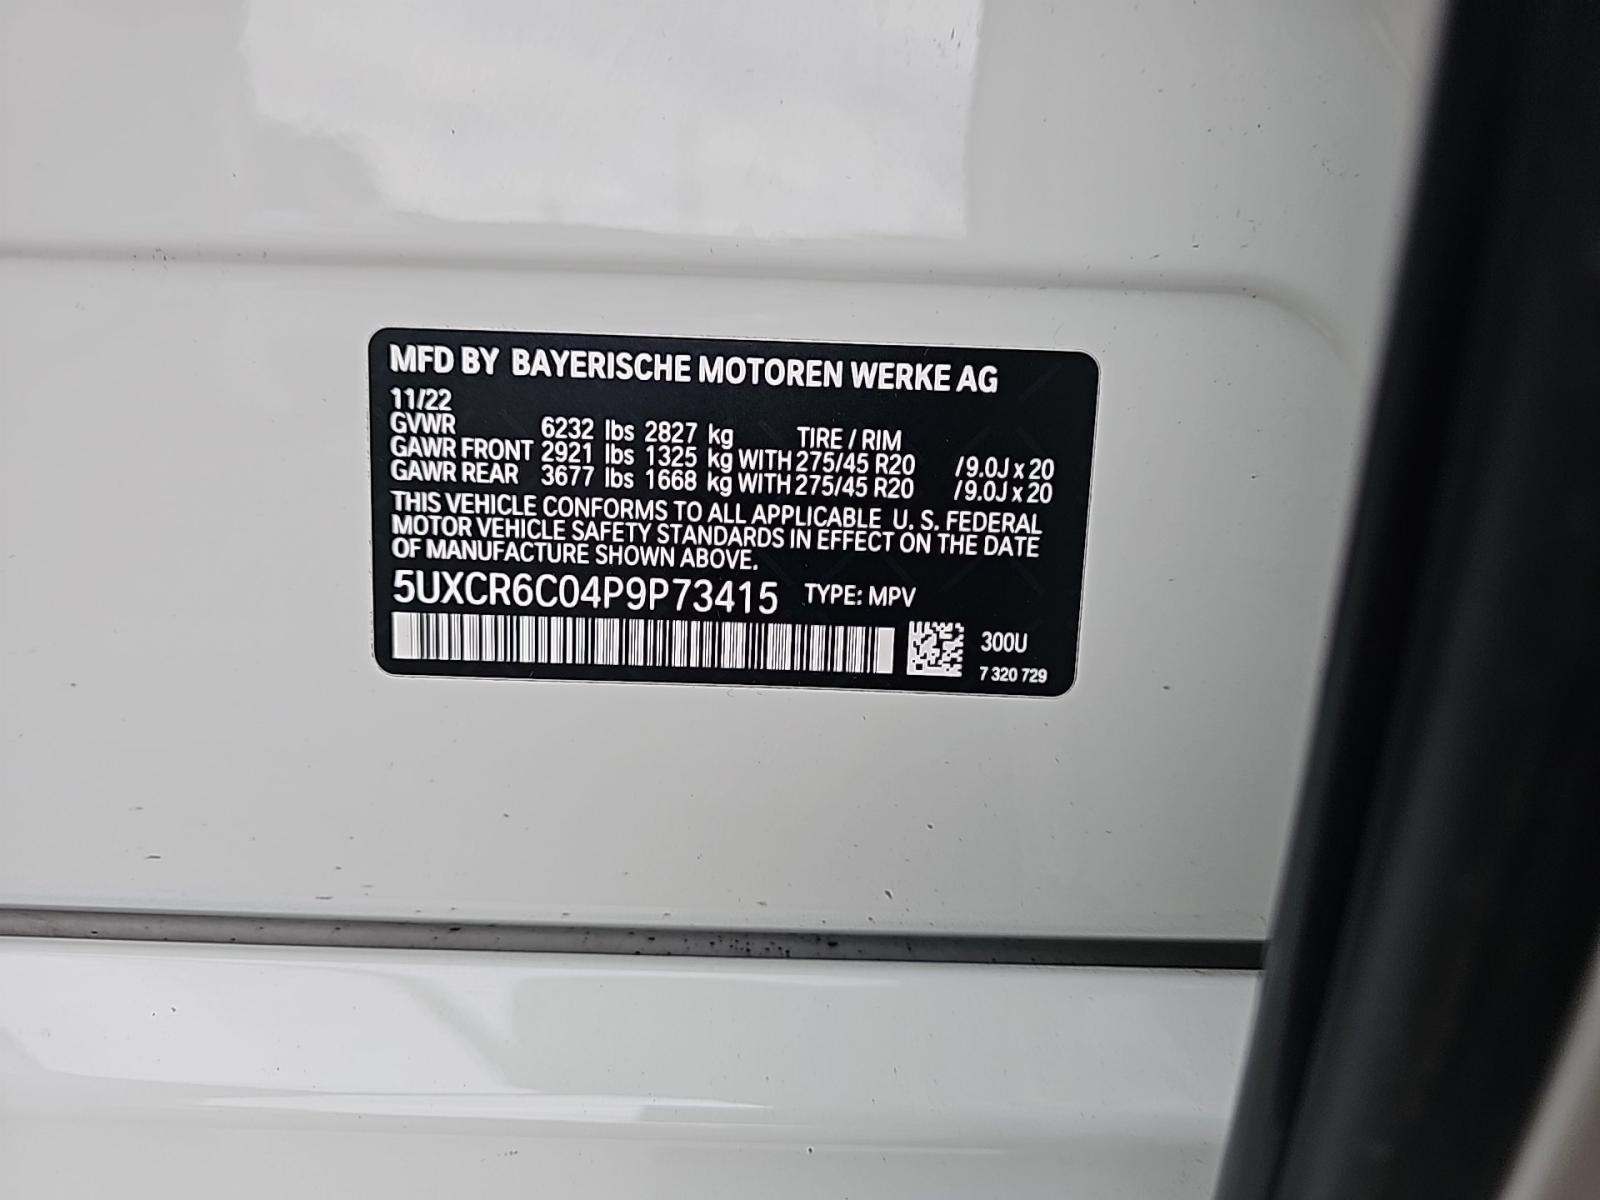 MFD BY BAYERISCHE MOTOREN WERKE AG
11/22
GVWR 6232 lbs 2827 kg TIRE / RIM
GAWR FRONT 2921 lbs 1325 kg WITH 275/45 R20 /9.0J x 20
GAWR REAR 3677 lbs 1668 kg WITH 275/45 R20 /9.0J x 20
THIS VEHICLE CONFORMS TO ALL APPLICABLE U. S. FEDERAL
MOTOR VEHICLE SAFETY STANDARDS IN EFFECT ON THE DATE
OF MANUFACTURE SHOWN ABOVE.
5UXCR6C04P9P73415 TYPE: MPV
300U
7 320 729